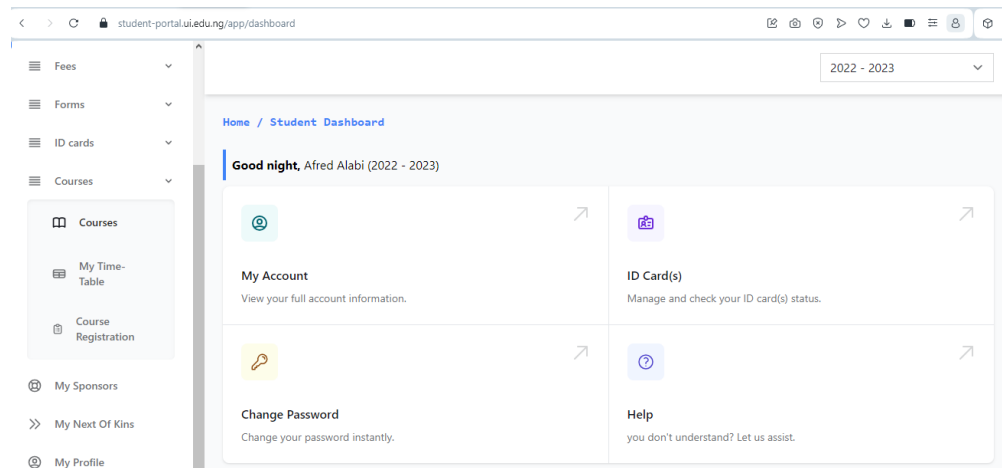 student-portal.ui.edu.ng/app/dashboard
Fees
Forms
ID cards
Courses
Courses
My Time-
Table
Course
Registration
My Sponsors
My Next Of Kins
My Profile
2022 - 2023
Home / Student Dashboard
Good night, Afred Alabi (2022 - 2023)
My Account
View your full account information.
ID Card(s)
Manage and check your ID card(s) status.
Change Password
Change your password instantly.
Help
you don't understand? Let us assist.